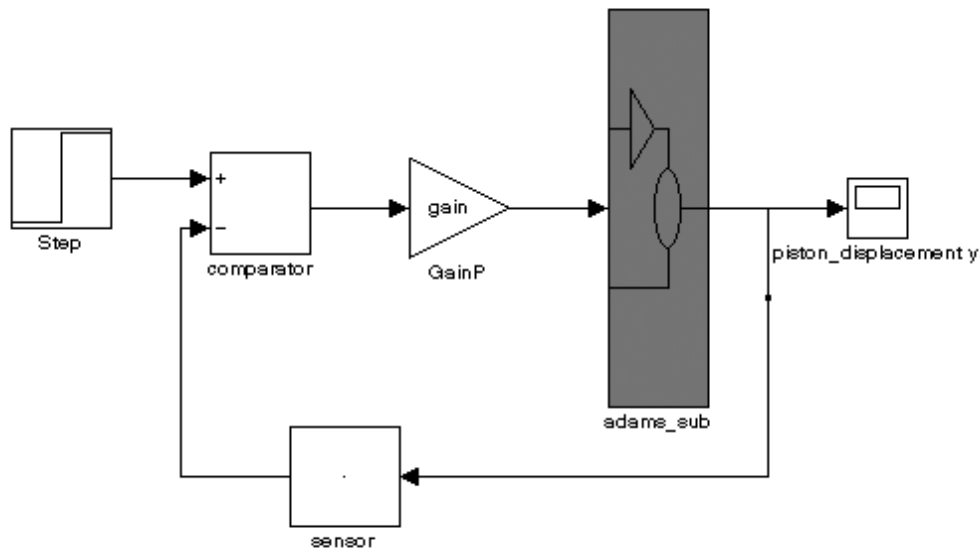 Step
+
−
comparator
gain
GainP
adams_sub
piston_displacement y
sensor